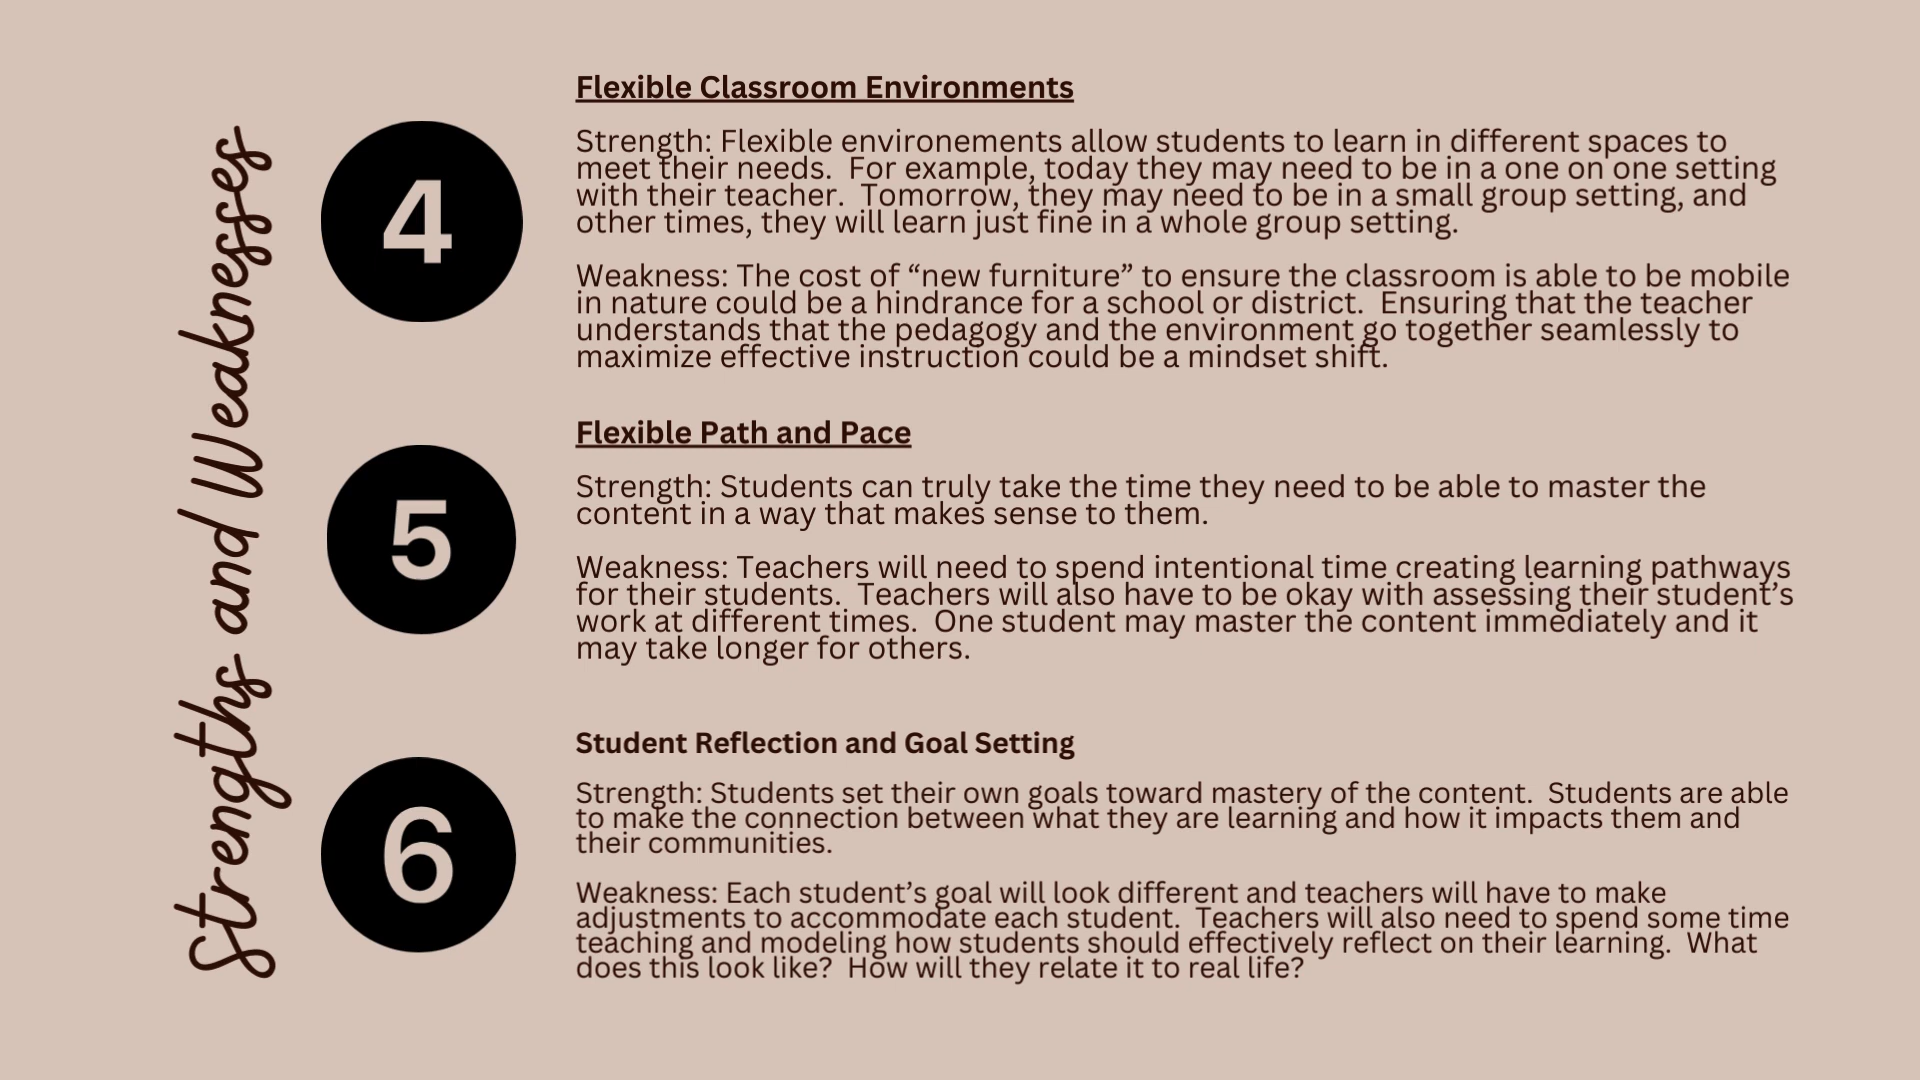 Strengths and Weaknesses
4
Flexible Classroom Environments
Strength: Flexible environements allow students to learn in different spaces to
meet their needs.  For example, today they may need to be in a one on one setting
with their teacher.  Tomorrow, they may need to be in a small group setting, and
other times, they will learn just fine in a whole group setting.
Weakness: The cost of “new furniture” to ensure the classroom is able to be mobile
in nature could be a hindrance for a school or district.  Ensuring that the teacher
understands that the pedagogy and the environment go together seamlessly to
maximize effective instruction could be a mindset shift.
5
Flexible Path and Pace
Strength: Students can truly take the time they need to be able to master the
content in a way that makes sense to them.
Weakness: Teachers will need to spend intentional time creating learning pathways
for their students.  Teachers will also have to be okay with assessing their student’s
work at different times.  One student may master the content immediately and it
may take longer for others.
6
Student Reflection and Goal Setting
Strength: Students set their own goals toward mastery of the content.  Students are able
to make the connection between what they are learning and how it impacts them and
their communities.
Weakness: Each student’s goal will look different and teachers will have to make
adjustments to accommodate each student.  Teachers will also need to spend some time
teaching and modeling how students should effectively reflect on their learning.  What
does this look like?  How will they relate it to real life?